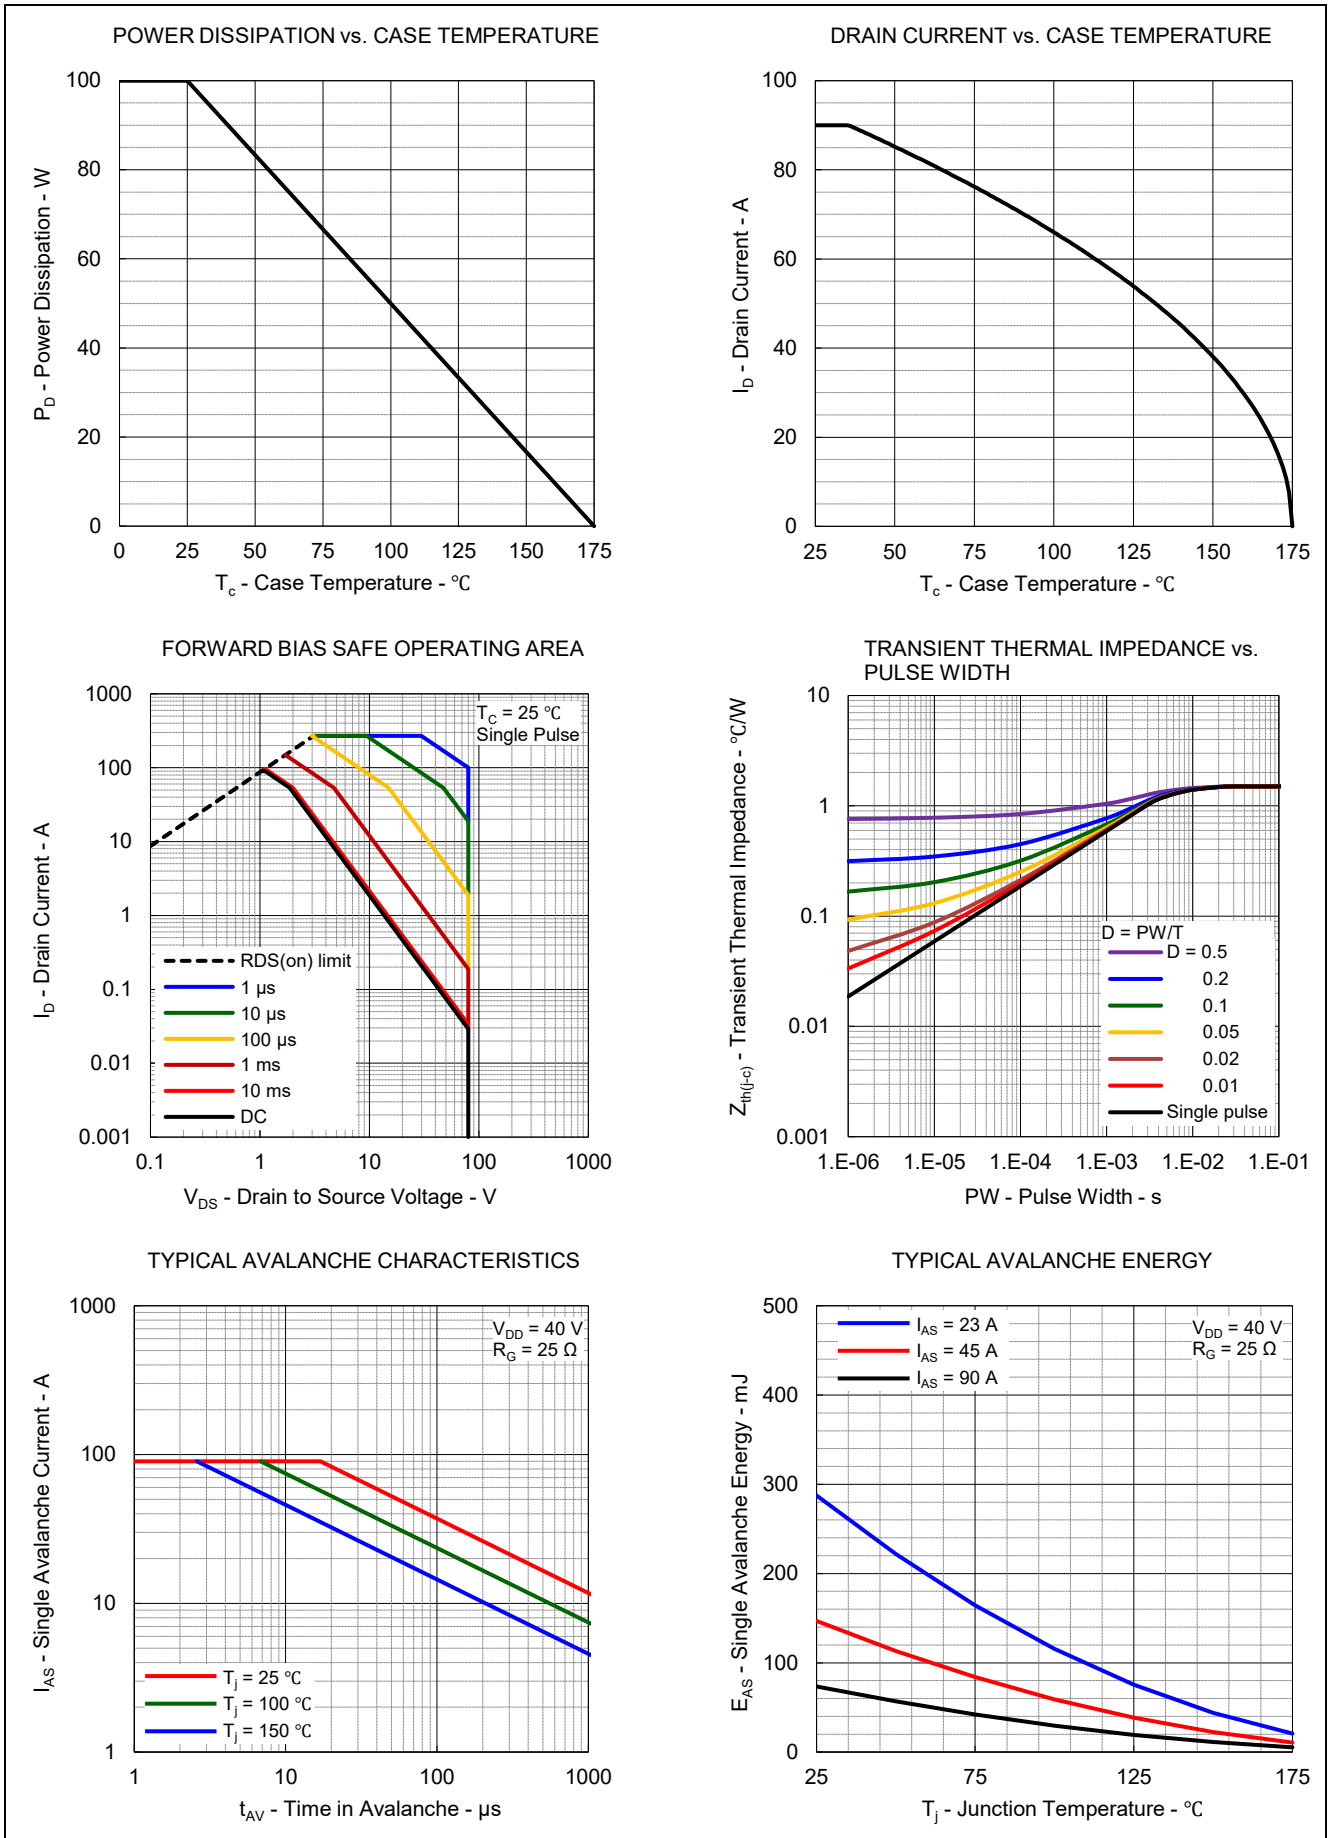 POWER DISSIPATION vs. CASE TEMPERATURE
P_D - Power Dissipation - W
100
80
60
40
20
0
0 25 50 75 100 125 150 175
T_c - Case Temperature - ℃
DRAIN CURRENT vs. CASE TEMPERATURE
I_D - Drain Current - A
100
80
60
40
20
0
25 50 75 100 125 150 175
T_c - Case Temperature - ℃
FORWARD BIAS SAFE OPERATING AREA
I_D - Drain Current - A
1000
100
10
1
0.1
0.01
0.001
T_C = 25 ℃
Single Pulse
RDS(on) limit
1 µs
10 µs
100 µs
1 ms
10 ms
DC
0.1 1 10 100 1000
V_DS - Drain to Source Voltage - V
TRANSIENT THERMAL IMPEDANCE vs.
PULSE WIDTH
Z_th(j-c) - Transient Thermal Impedance - ℃/W
10
1
0.1
0.01
0.001
D = PW/T
D = 0.5
0.2
0.1
0.05
0.02
0.01
Single pulse
1.E-06 1.E-05 1.E-04 1.E-03 1.E-02 1.E-01
PW - Pulse Width - s
TYPICAL AVALANCHE CHARACTERISTICS
I_AS - Single Avalanche Current - A
1000
100
10
1
V_DD = 40 V
R_G = 25 Ω
T_j = 25 ℃
T_j = 100 ℃
T_j = 150 ℃
1 10 100 1000
t_AV - Time in Avalanche - µs
TYPICAL AVALANCHE ENERGY
E_AS - Single Avalanche Energy - mJ
500
400
300
200
100
0
I_AS = 23 A
I_AS = 45 A
I_AS = 90 A
V_DD = 40 V
R_G = 25 Ω
25 75 125 175
T_j - Junction Temperature - ℃